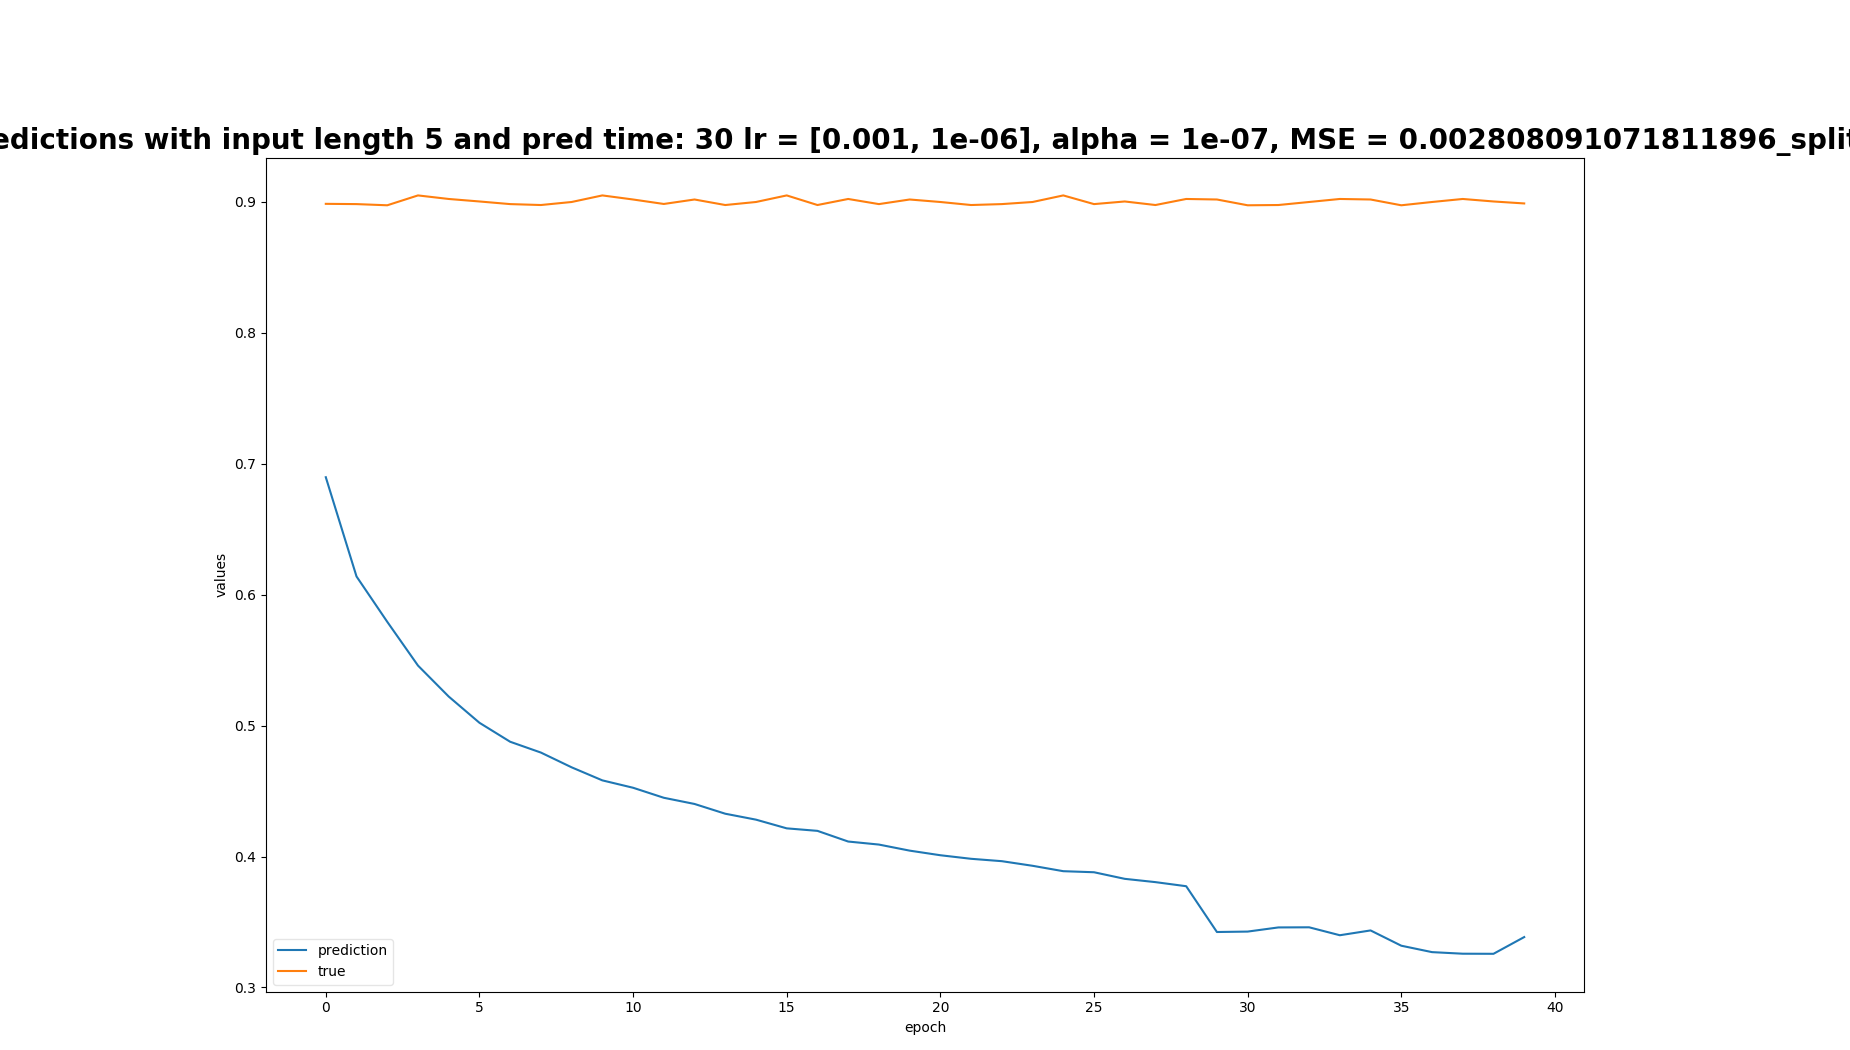 edictions with input length 5 and pred time: 30 lr = [0.001, 1e-06], alpha = 1e-07, MSE = 0.002808091071811896_split
0.9
0.8
0.7
0.6
0.5
0.4
0.3
values
prediction
true
0 5 10 15 20 25 30 35 40
epoch